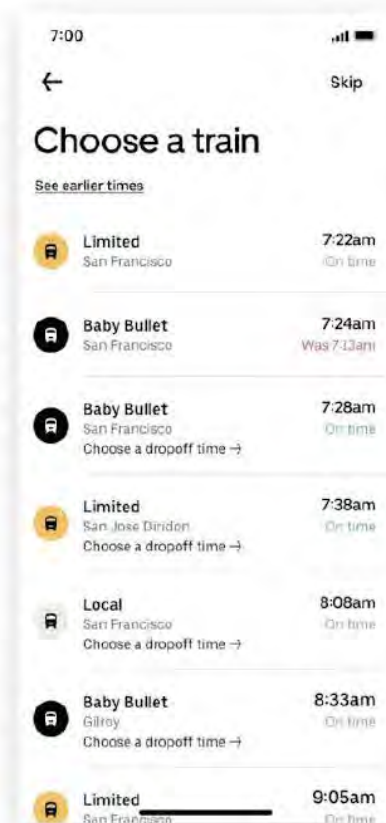 7:00
Skip
Choose a train
See earlier times
Limited 7:22am
San Francisco On time
Baby Bullet 7:24am
San Francisco Was 7:13am
Baby Bullet 7:28am
San Francisco On time
Choose a dropoff time →
Limited 7:38am
San Jose Diridon On time
Choose a dropoff time →
Local 8:08am
San Francisco On time
Choose a dropoff time →
Baby Bullet 8:33am
Gilroy On time
Choose a dropoff time →
Limited 9:05am
San Francisco On time